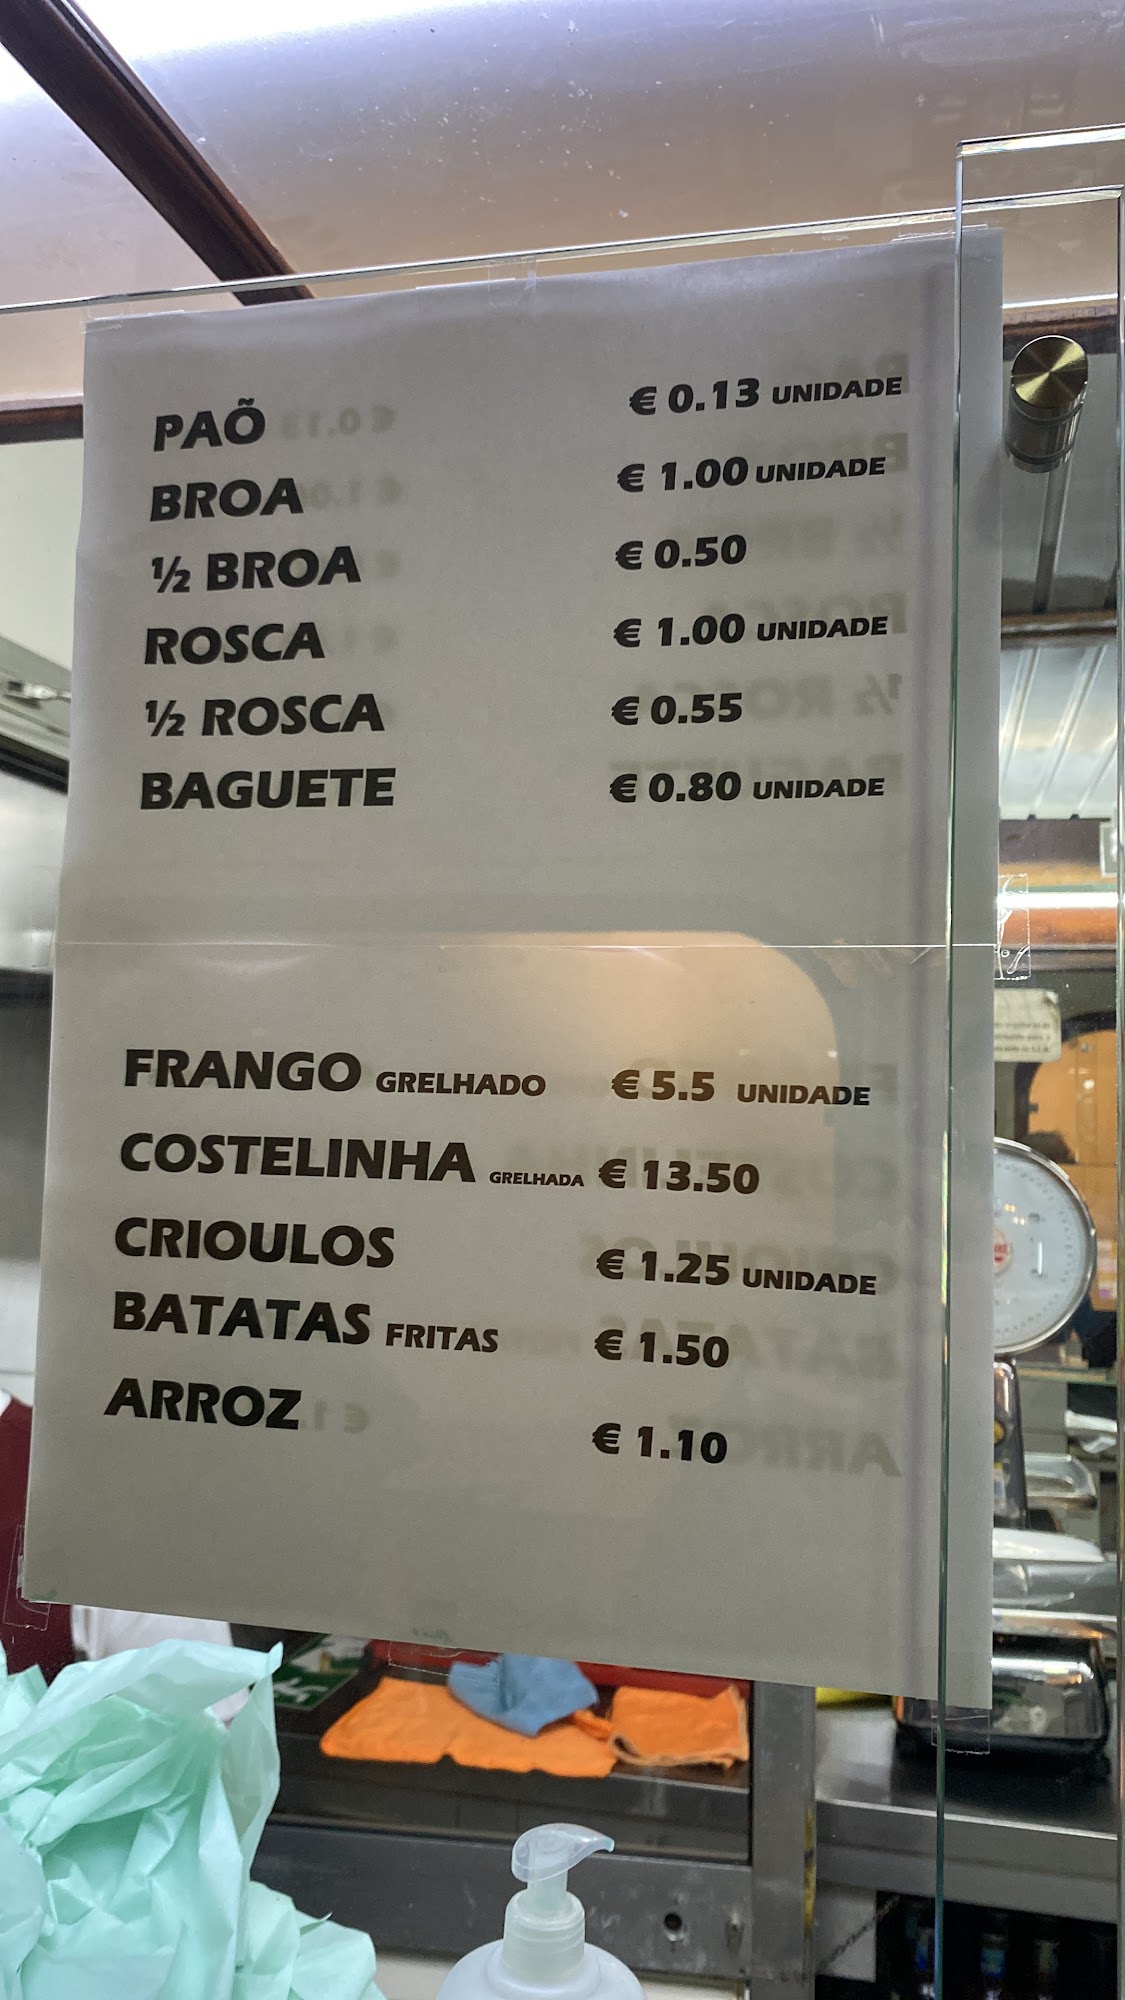 PAÕ € 0.13 UNIDADE
BROA € 1.00 UNIDADE
½ BROA € 0.50
ROSCA € 1.00 UNIDADE
½ ROSCA € 0.55
BAGUETE € 0.80 UNIDADE
FRANGO GRELHADO € 5.5 UNIDADE
COSTELINHA GRELHADA € 13.50
CRIOULOS € 1.25 UNIDADE
BATATAS FRITAS € 1.50
ARROZ € 1.10